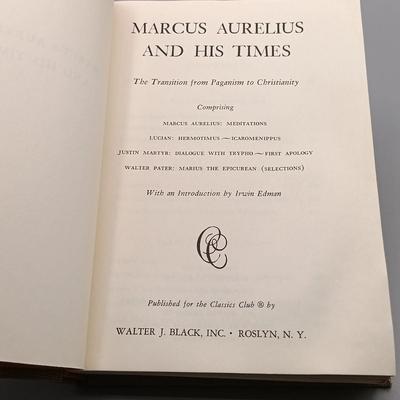 MARCUS AURELIUS
AND HIS TIMES
The Transition from Paganism to Christianity
Comprising
MARCUS AURELIUS: MEDITATIONS
LUCIAN: HERMOTIMUS — ICAROMENIPPUS
JUSTIN MARTYR: DIALOGUE WITH TRYPHO — FIRST APOLOGY
WALTER PATER: MARIUS THE EPICUREAN (SELECTIONS)
With an Introduction by Irwin Edman
CC
Published for the Classics Club ® by
WALTER J. BLACK, INC. • ROSLYN, N. Y.